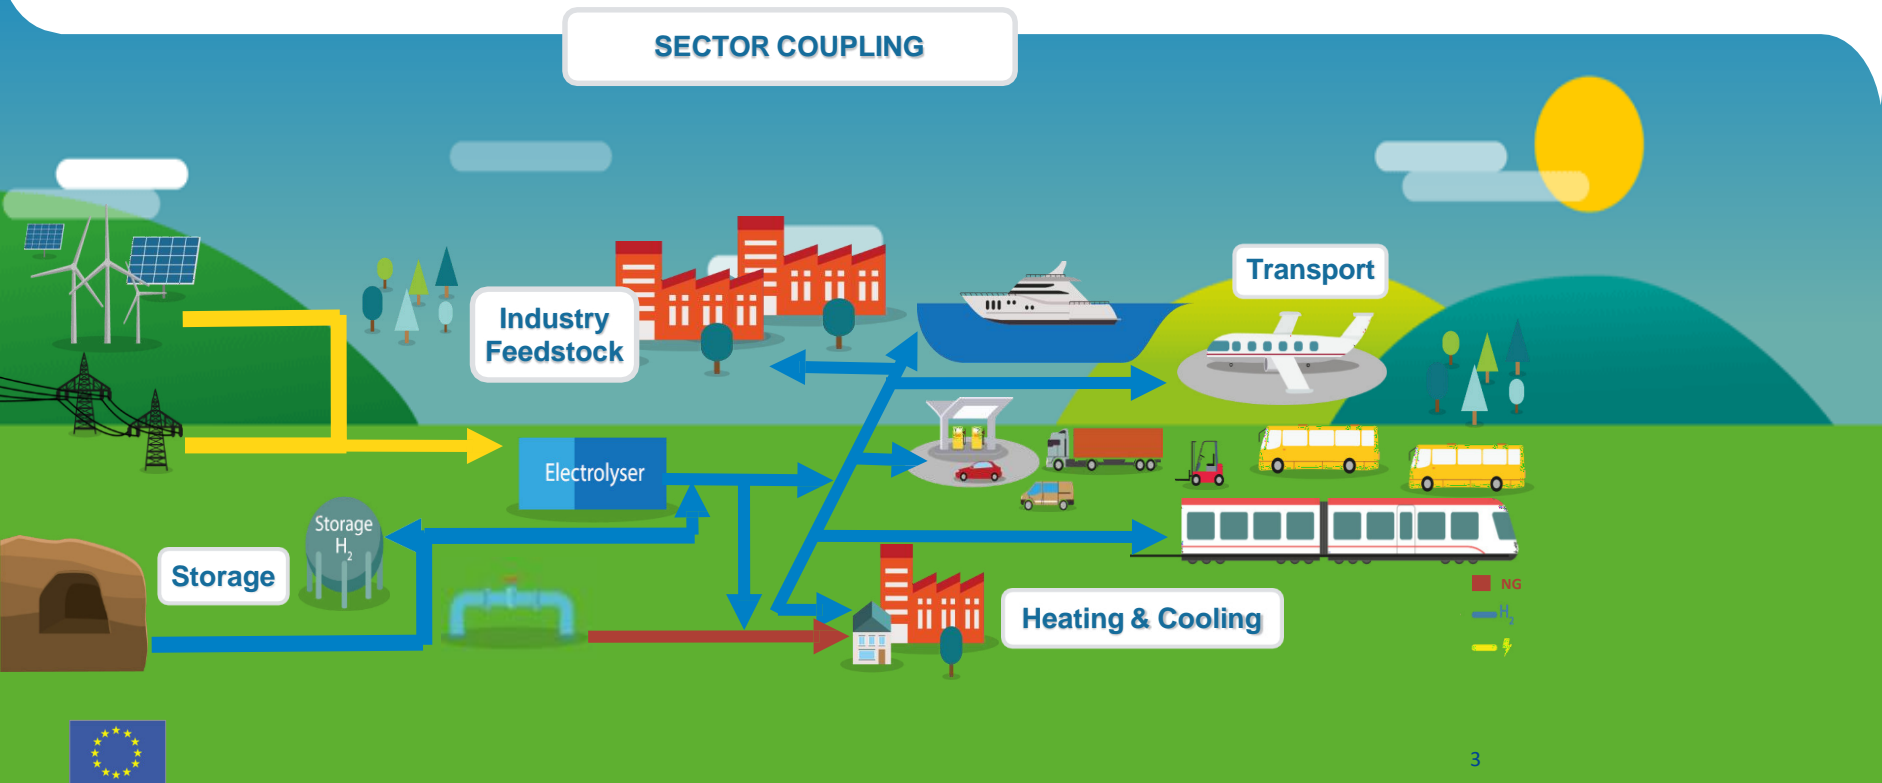 SECTOR COUPLING
Transport
Industry
Feedstock
Electrolyser
Storage
H2
Storage
Heating & Cooling
NG
H2
3